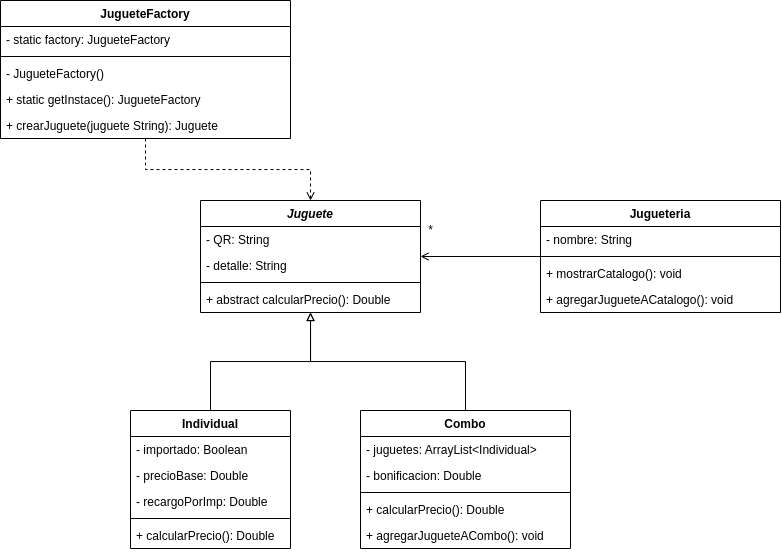 JugueteFactory
- static factory: JugueteFactory
- JugueteFactory()
+ static getInstace(): JugueteFactory
+ crearJuguete(juguete String): Juguete
Juguete
- QR: String
- detalle: String
+ abstract calcularPrecio(): Double
*
Jugueteria
- nombre: String
+ mostrarCatalogo(): void
+ agregarJugueteACatalogo(): void
Individual
- importado: Boolean
- precioBase: Double
- recargoPorImp: Double
+ calcularPrecio(): Double
Combo
- juguetes: ArrayList<Individual>
- bonificacion: Double
+ calcularPrecio(): Double
+ agregarJugueteACombo(): void